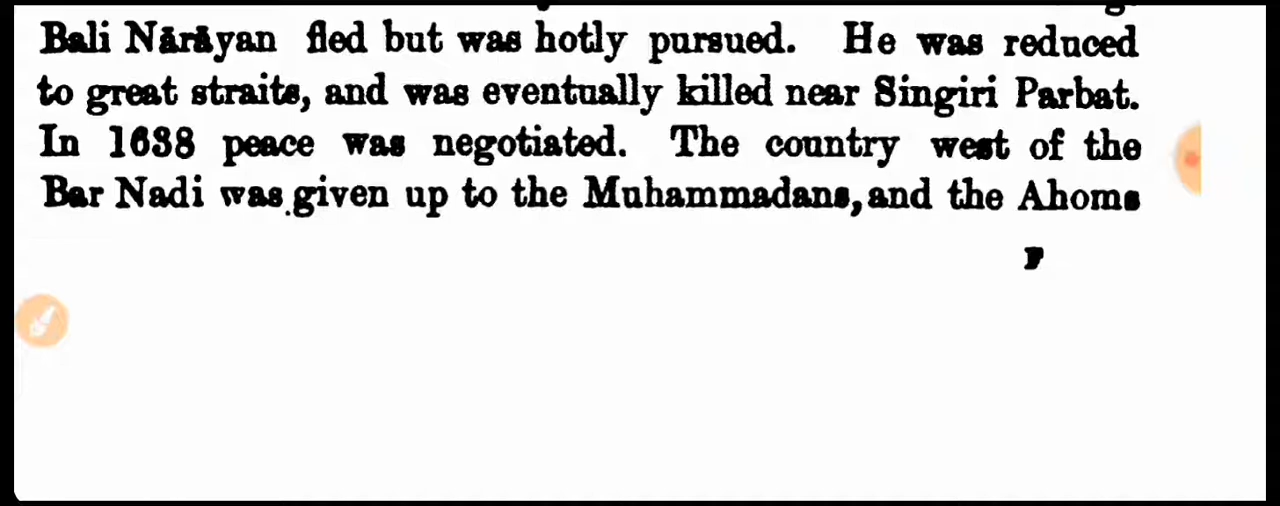 Bali Nārāyan fled but was hotly pursued. He was reduced
to great straits, and was eventually killed near Singiri Parbat.
In 1638 peace was negotiated. The country west of the
Bar Nadi was given up to the Muhammadans, and the Ahoms
F